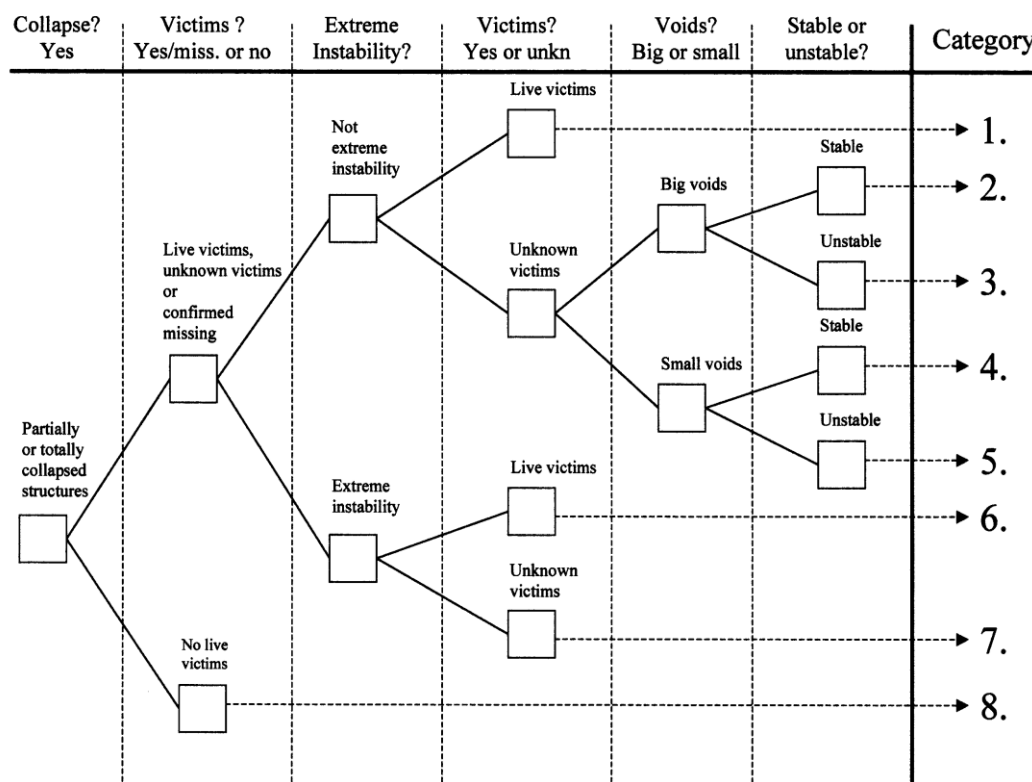 Collapse?
Yes
Victims ?
Yes/miss. or no
Extreme
Instability?
Victims?
Yes or unkn
Voids?
Big or small
Stable or
unstable?
Category
Live victims
1.
Not
extreme
instability
Stable
2.
Big voids
Live victims,
unknown victims
or
confirmed
missing
Unknown
victims
Unstable
3.
Stable
4.
Small voids
Unstable
5.
Partially
or totally
collapsed
structures
Extreme
instability
Live victims
6.
Unknown
victims
7.
No live
victims
8.